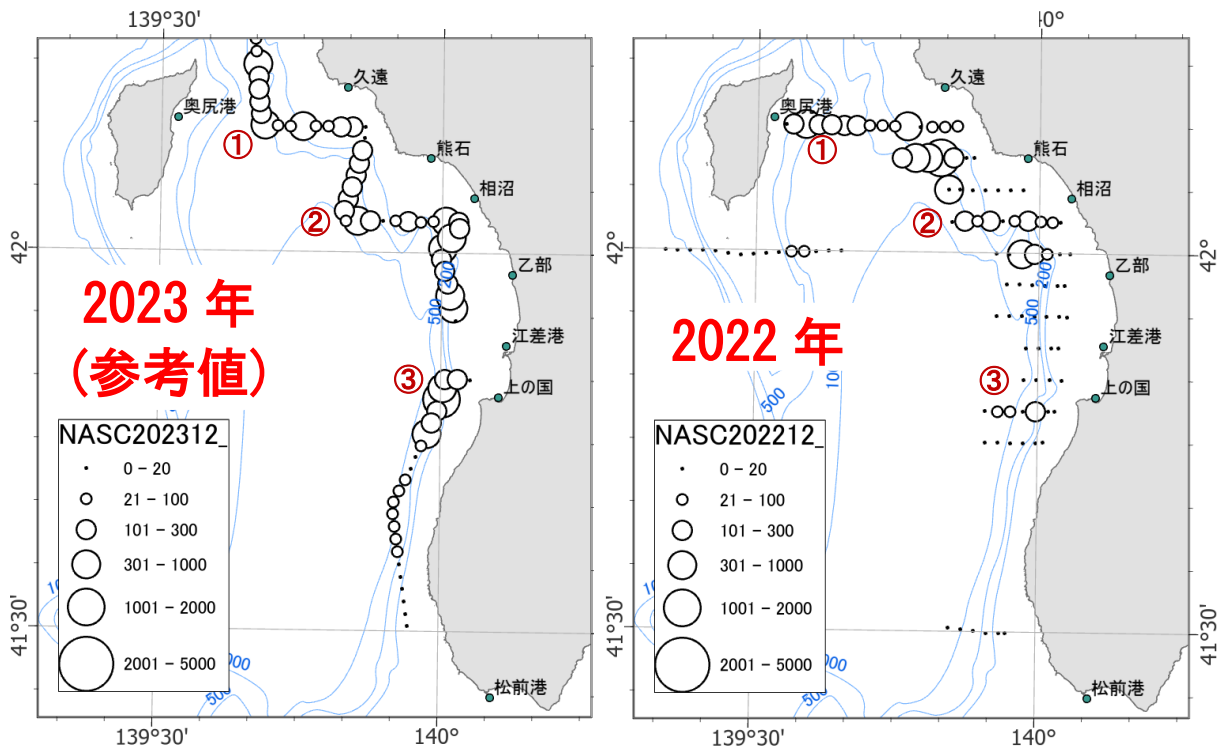 139°30'
140°
久遠
奥尻港
①
熊石
相沼
②
42°
乙部
200
500
2023 年
(参考値)
江差港
③
上の国
NASC202312_
0 – 20
21 – 100
101 – 300
301 – 1000
1001 – 2000
2001 – 5000
41°30'
500
松前港
139°30'
140°
139°30'
40°
久遠
奥尻港
①
熊石
相沼
②
42°
乙部
200
500
2022 年
江差港
③
500
上の国
NASC202212_
0 – 20
21 – 100
101 – 300
301 – 1000
1001 – 2000
2001 – 5000
41°30'
500
松前港
139°30'
140°